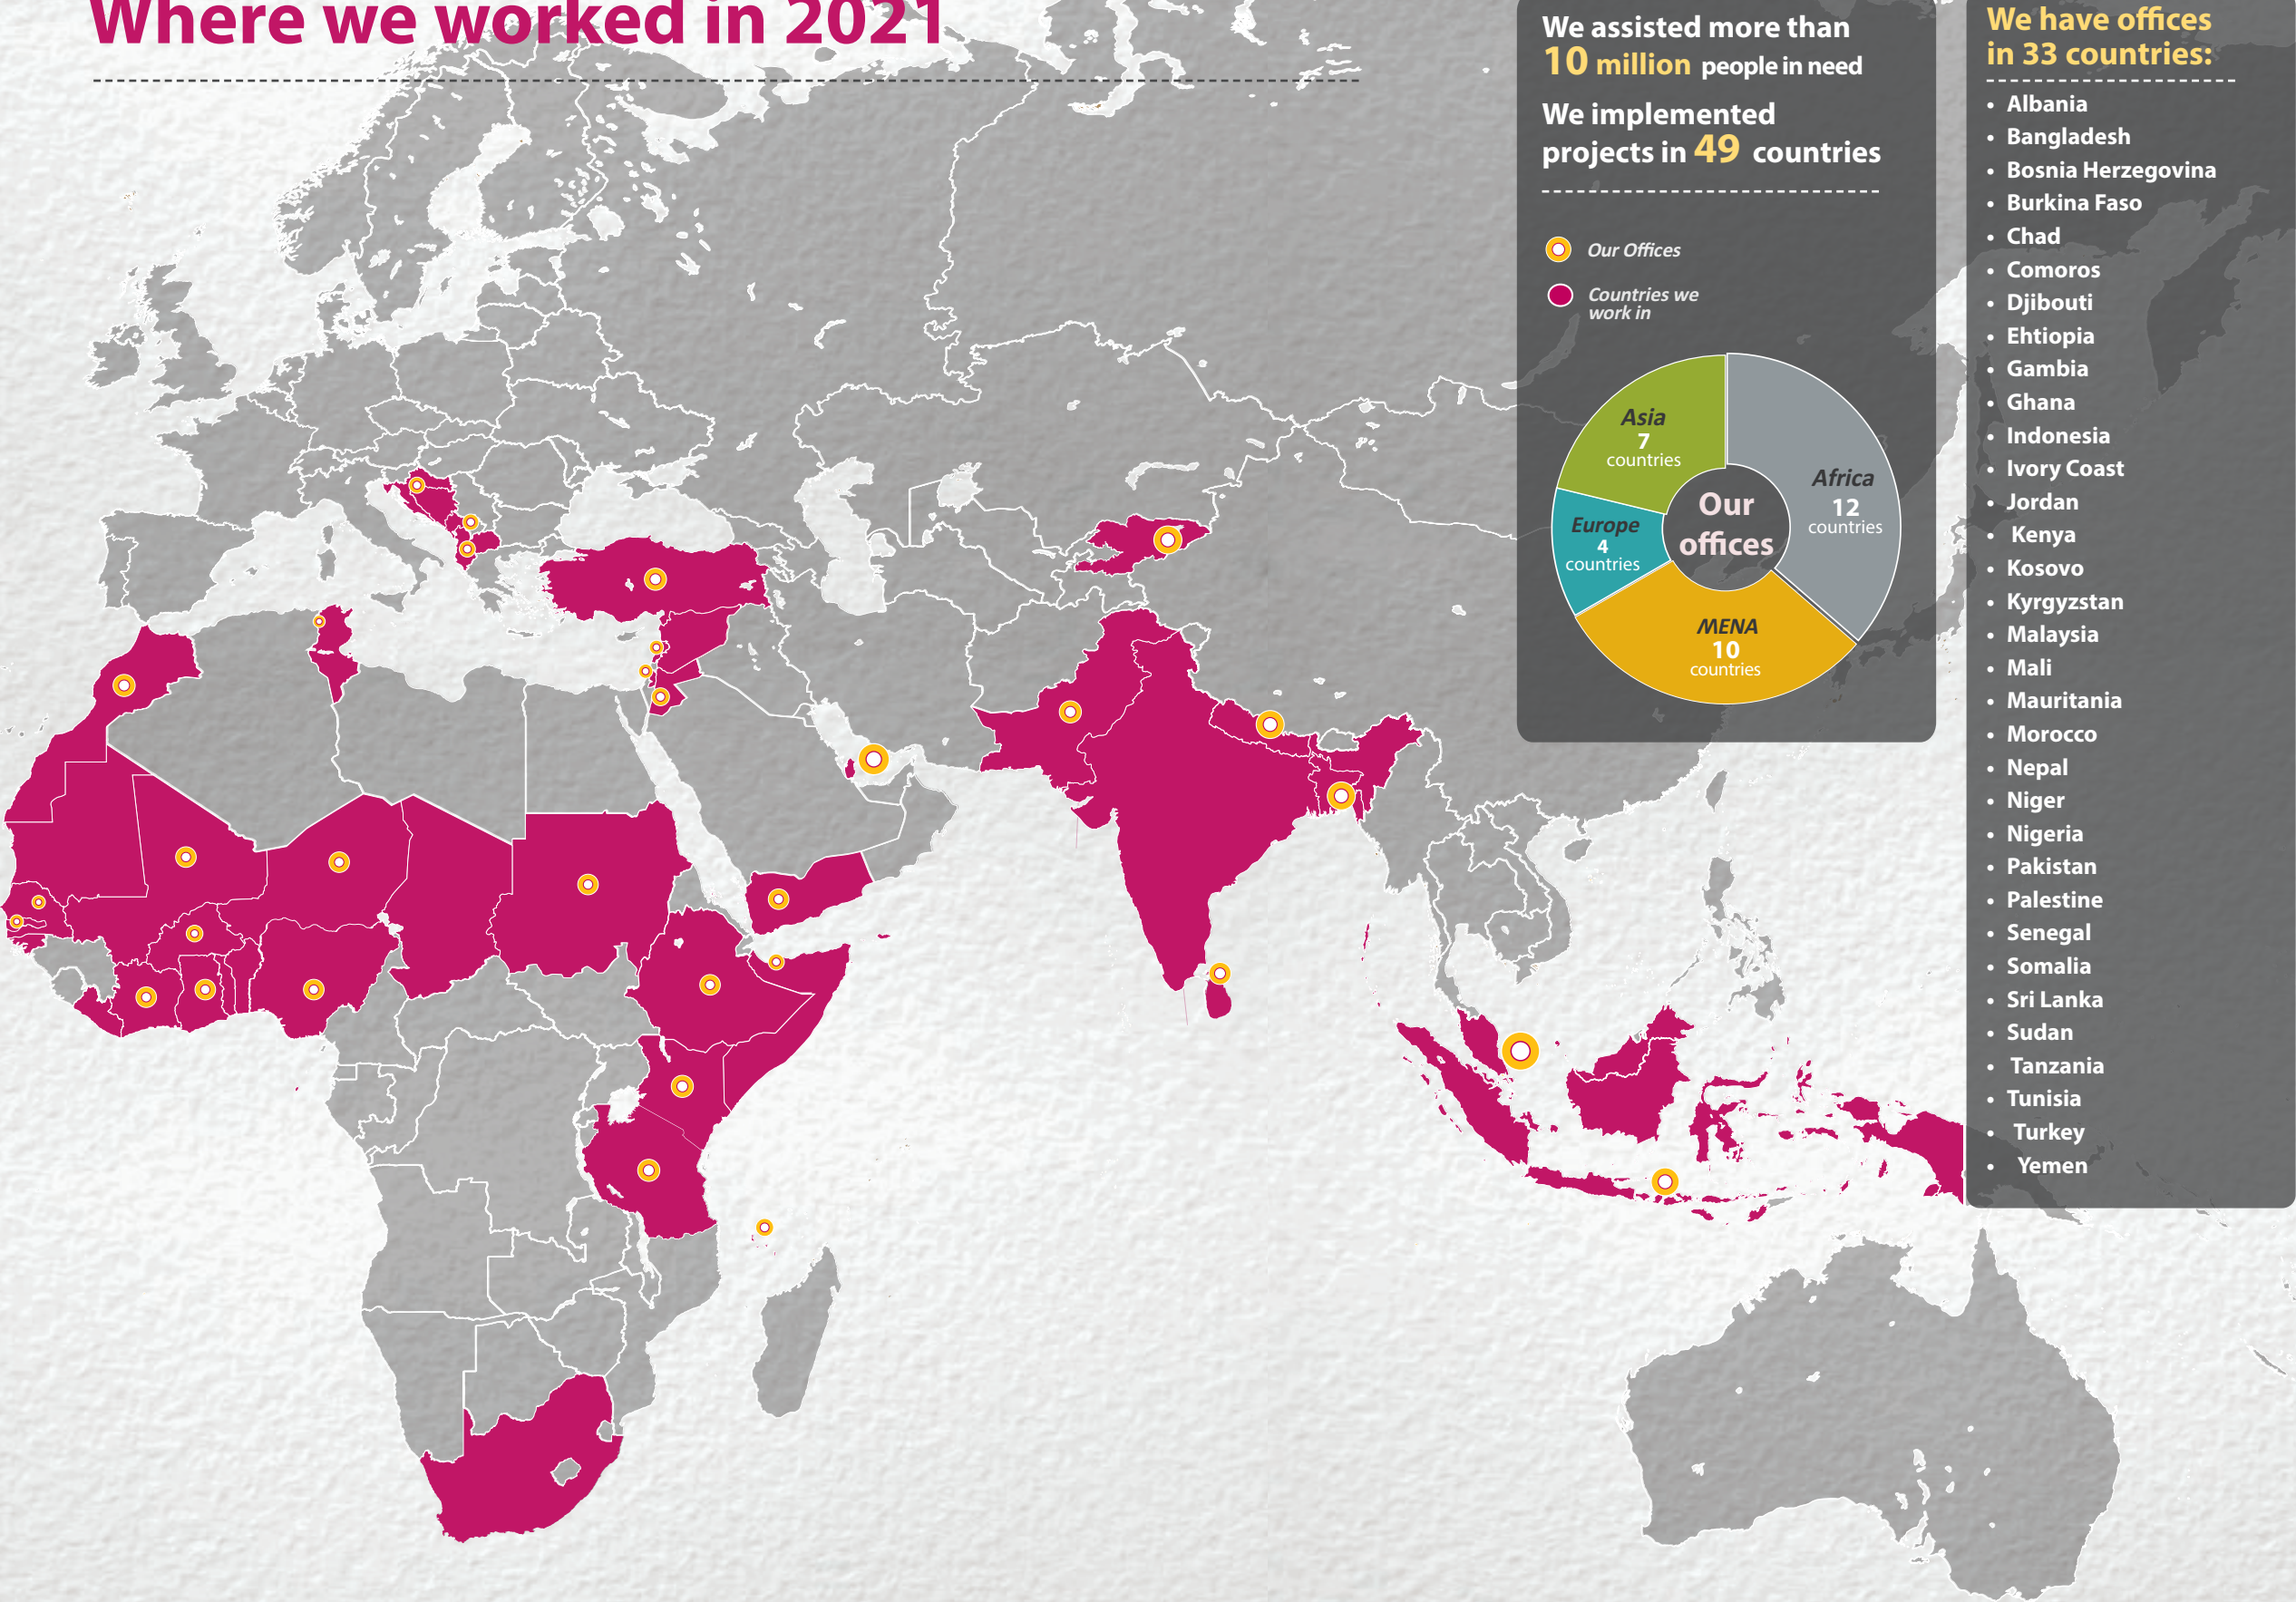 Where we worked in 2021
We assisted more than
10 million people in need
We implemented
projects in 49 countries
Our Offices
Countries we
work in
Asia
7
countries
Africa
12
countries
Europe
4
countries
MENA
10
countries
Our
offices
We have offices
in 33 countries:
• Albania
• Bangladesh
• Bosnia Herzegovina
• Burkina Faso
• Chad
• Comoros
• Djibouti
• Ehtiopia
• Gambia
• Ghana
• Indonesia
• Ivory Coast
• Jordan
• Kenya
• Kosovo
• Kyrgyzstan
• Malaysia
• Mali
• Mauritania
• Morocco
• Nepal
• Niger
• Nigeria
• Pakistan
• Palestine
• Senegal
• Somalia
• Sri Lanka
• Sudan
• Tanzania
• Tunisia
• Turkey
• Yemen